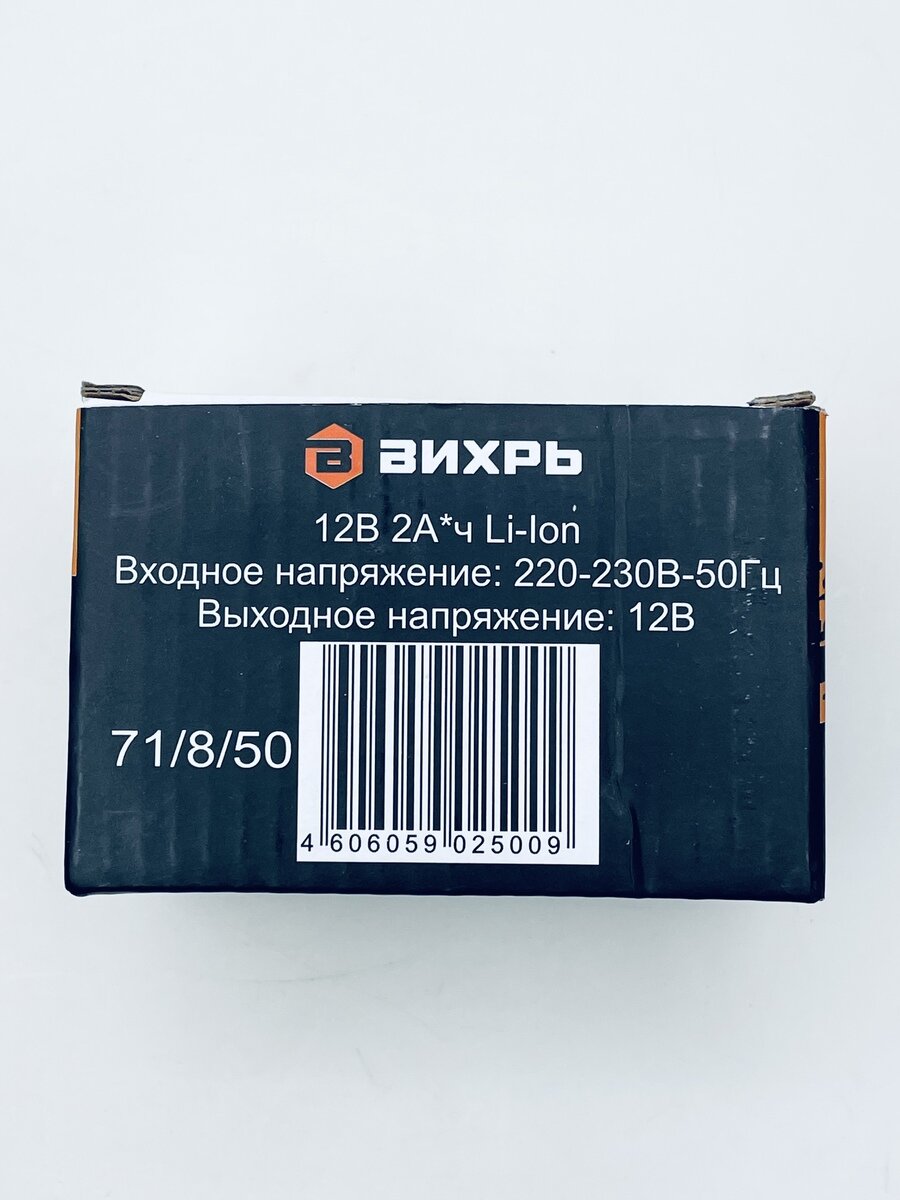 ВИХРЬ
12В 2А*ч Li-Ion
Входное напряжение: 220-230В-50Гц
Выходное напряжение: 12В
71/8/50
4 606059 025009